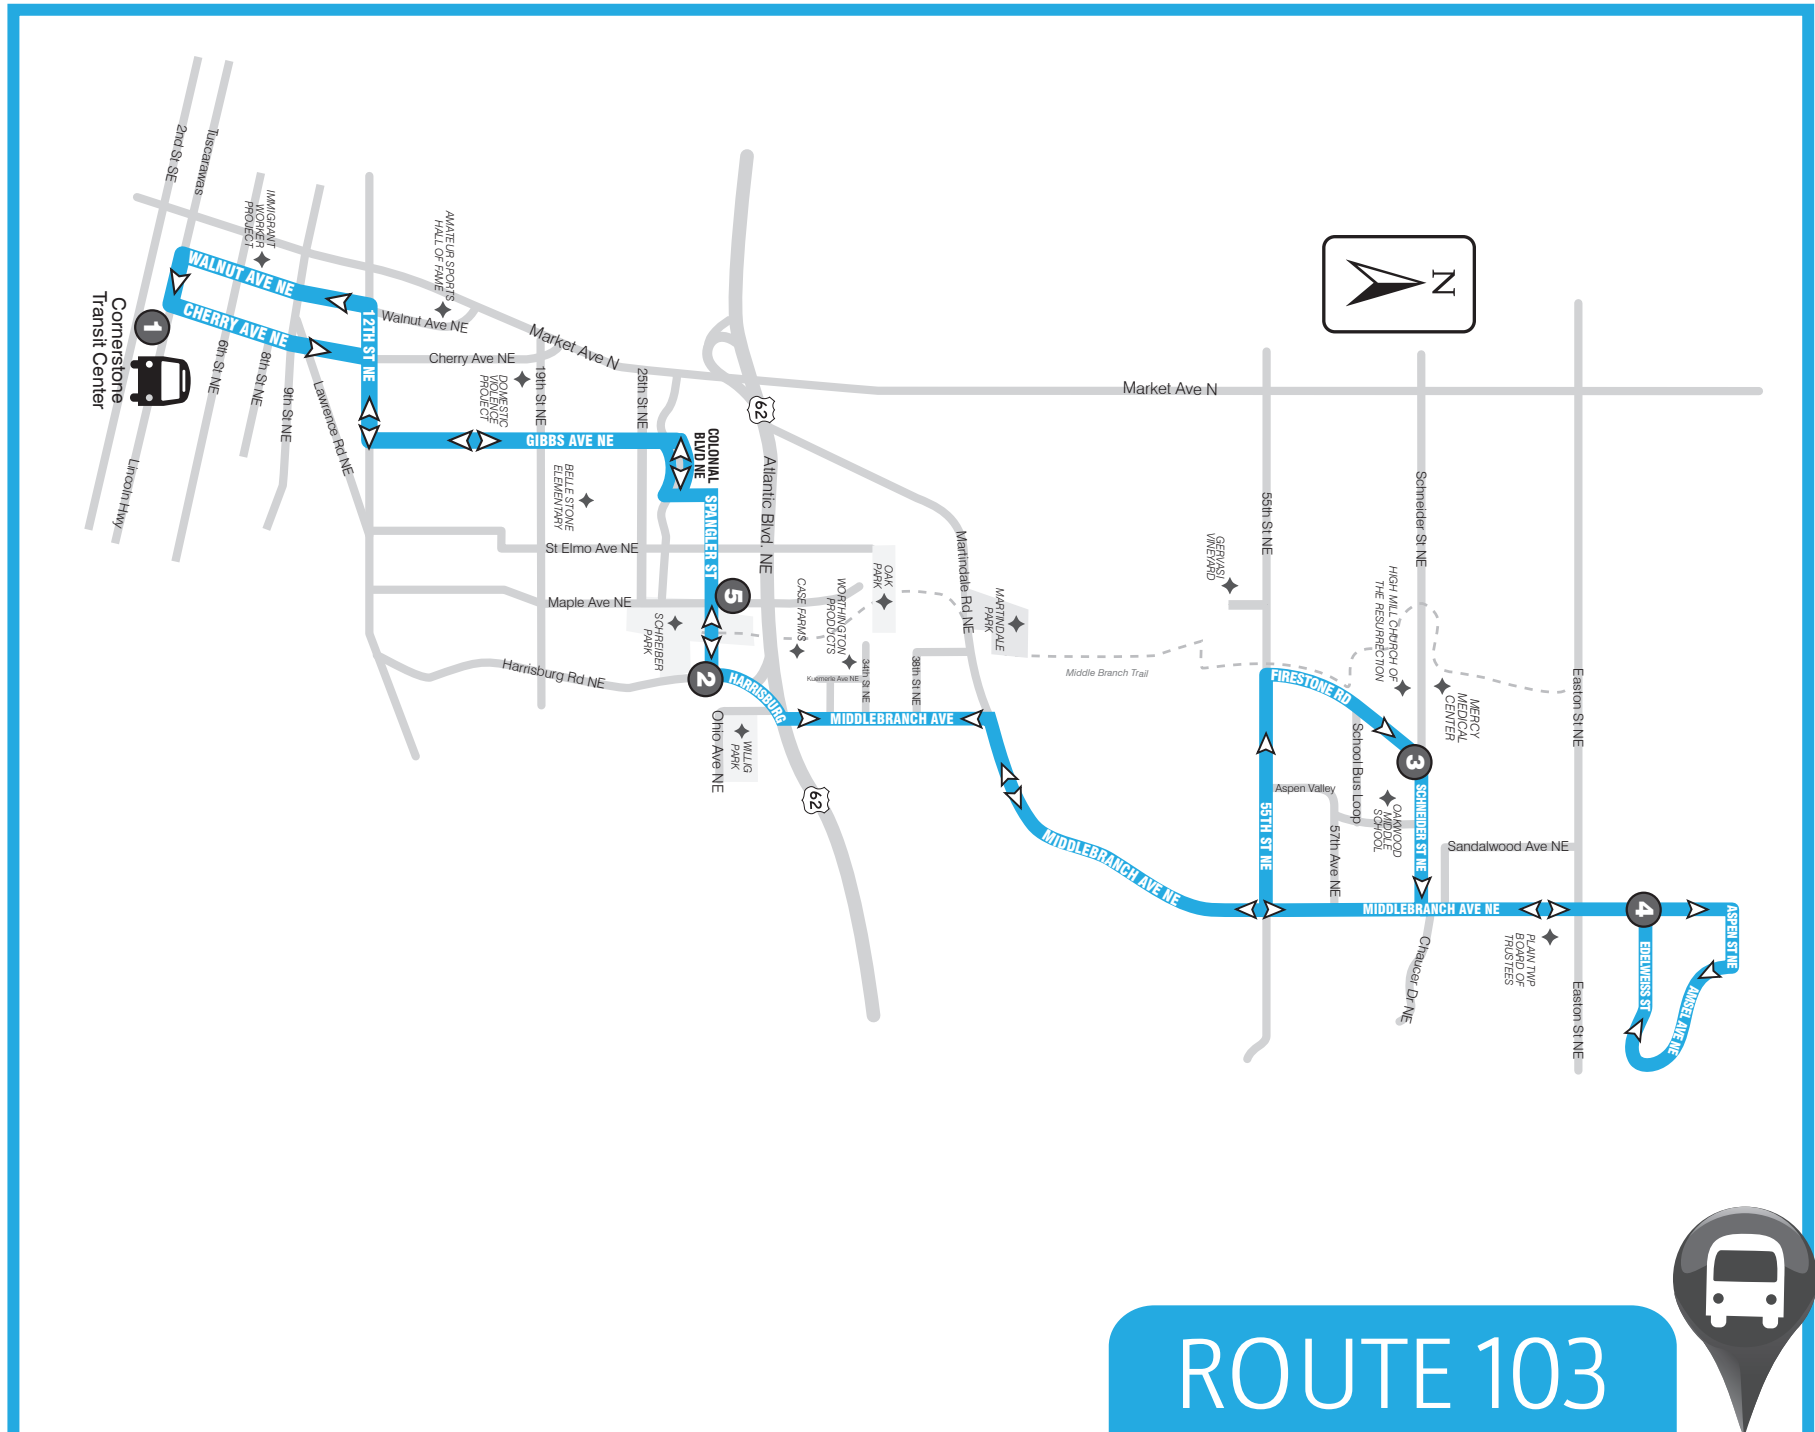 2nd St SE
Tuscarawas
IMMIGRANT
WORKER
PROJECT
AMATEUR SPORTS
HALL OF FAME
WALNUT AVE NE
CHERRY AVE NE
12TH ST NE
Walnut Ave NE
Cherry Ave NE
Market Ave N
Cornerstone
Transit Center
1
6th St NE
8th St NE
9th St NE
Lawrence Rd NE
Lincoln Hwy
DOMESTIC
VIOLENCE
PROJECT
19th St NE
25th St NE
GIBBS AVE NE
COLONIAL
BLVD NE
BELLE STONE
ELEMENTARY
SPANGLER ST
St Elmo Ave NE
Maple Ave NE
5
SCHREIBER
PARK
Harrisburg Rd NE
2
HARRISBURG
Ohio Ave NE
WILLIG
PARK
62
Atlantic Blvd. NE
62
CASE FARMS
WORTHINGTON
PRODUCTS
OAK
PARK
Kuemerle Ave NE
34th St NE
38th St NE
MIDDLEBRANCH AVE
Martindale Rd NE
MARTINDALE
PARK
Middle Branch Trail
MIDDLEBRANCH AVE NE
Market Ave N
N
55th St NE
GERVASI
VINEYARD
55TH ST NE
FIRESTONE RD
Schneider St NE
HIGH MILL CHURCH OF
THE RESURRECTION
MERCY
MEDICAL
CENTER
3
School Bus Loop
Aspen Valley
57th Ave NE
OAKWOOD
MIDDLE
SCHOOL
SCHNEIDER ST NE
Sandalwood Ave NE
MIDDLEBRANCH AVE NE
Chaucer Dr NE
PLAIN TWP
BOARD OF
TRUSTEES
Easton St NE
Easton St NE
4
EDELWEISS ST
ASPEN ST NE
AMSEL AVE NE
ROUTE 103